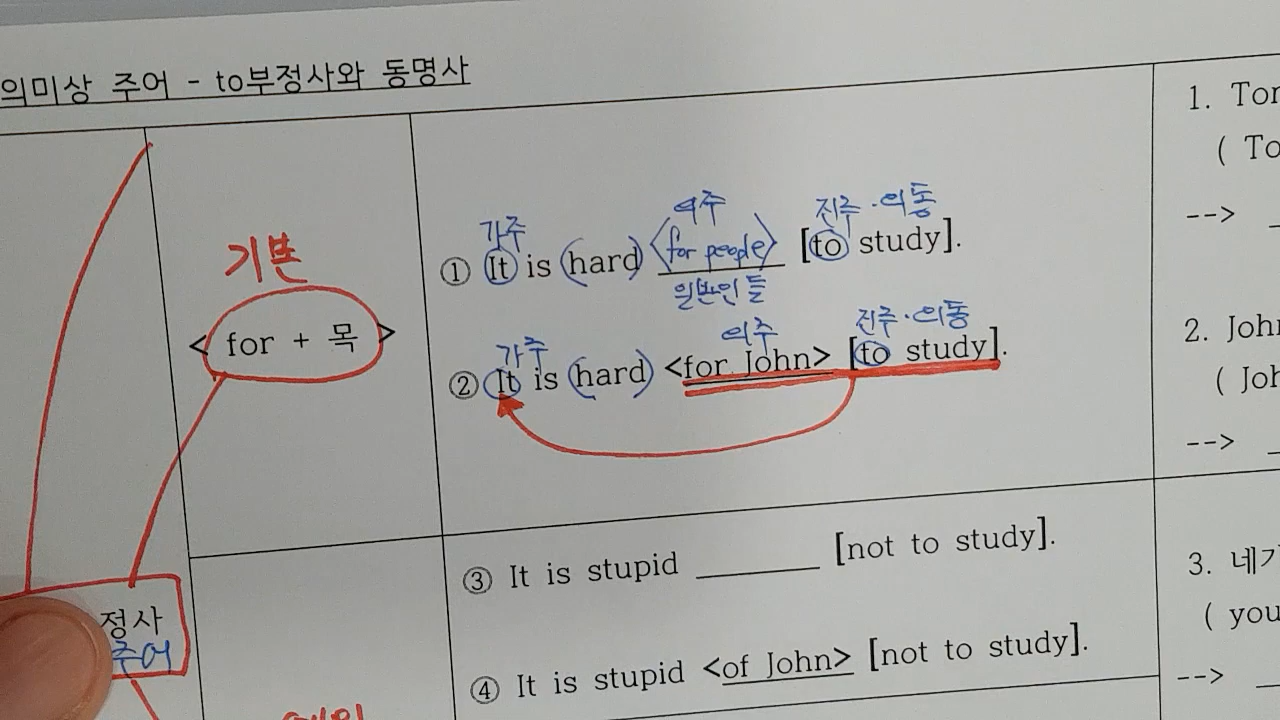 의미상 주어 - to부정사와 동명사
기본
< for + 목 >
가주 의주 진주·의동
① It is (hard) <for people> [to study].
일반인들
가주 의주 진주·의동
② It is (hard) <for John> [to study].
③ It is stupid ________ [not to study].
④ It is stupid <of John> [not to study].
정사
주어
1. Tom
( To
-->
2. John
( Joh
-->
3. 네가
( you
-->